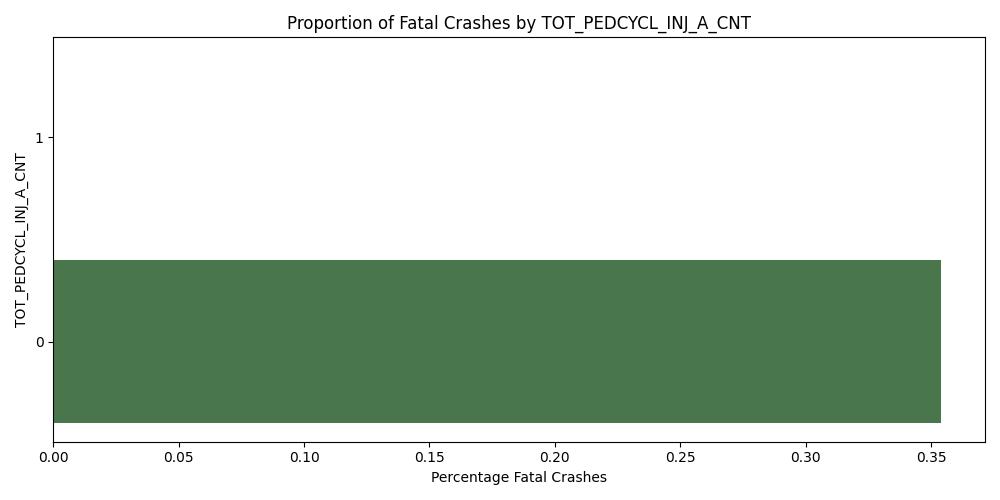 Proportion of Fatal Crashes by TOT_PEDCYCL_INJ_A_CNT
TOT_PEDCYCL_INJ_A_CNT
1
0
0.00 0.05 0.10 0.15 0.20 0.25 0.30 0.35
Percentage Fatal Crashes